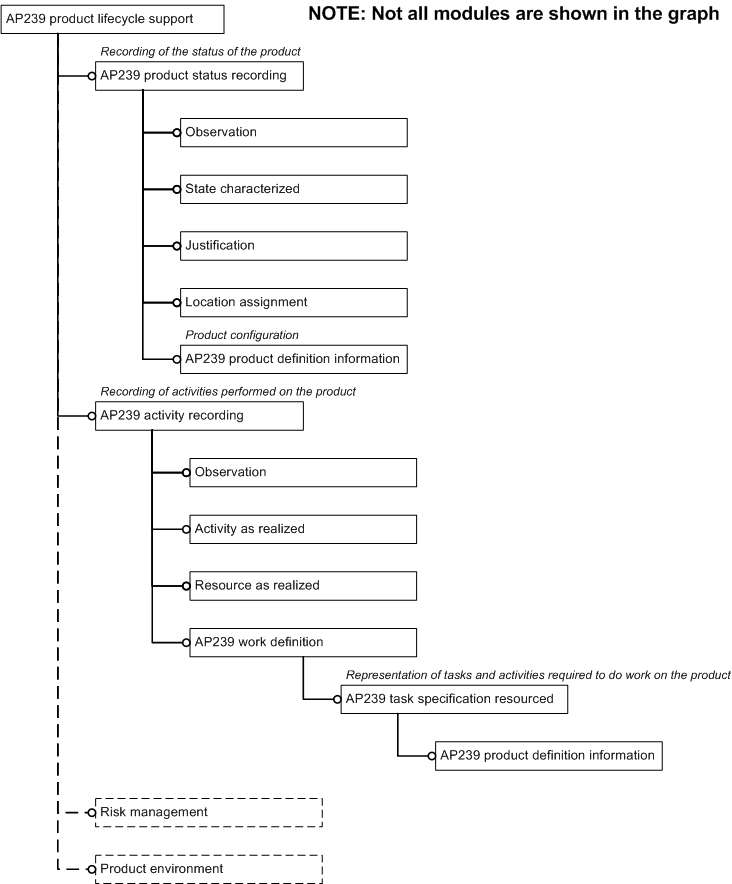 AP239 product lifecycle support
NOTE: Not all modules are shown in the graph
Recording of the status of the product
AP239 product status recording
Observation
State characterized
Justification
Location assignment
Product configuration
AP239 product definition information
Recording of activities performed on the product
AP239 activity recording
Observation
Activity as realized
Resource as realized
AP239 work definition
Representation of tasks and activities required to do work on the product
AP239 task specification resourced
AP239 product definition information
Risk management
Product environment